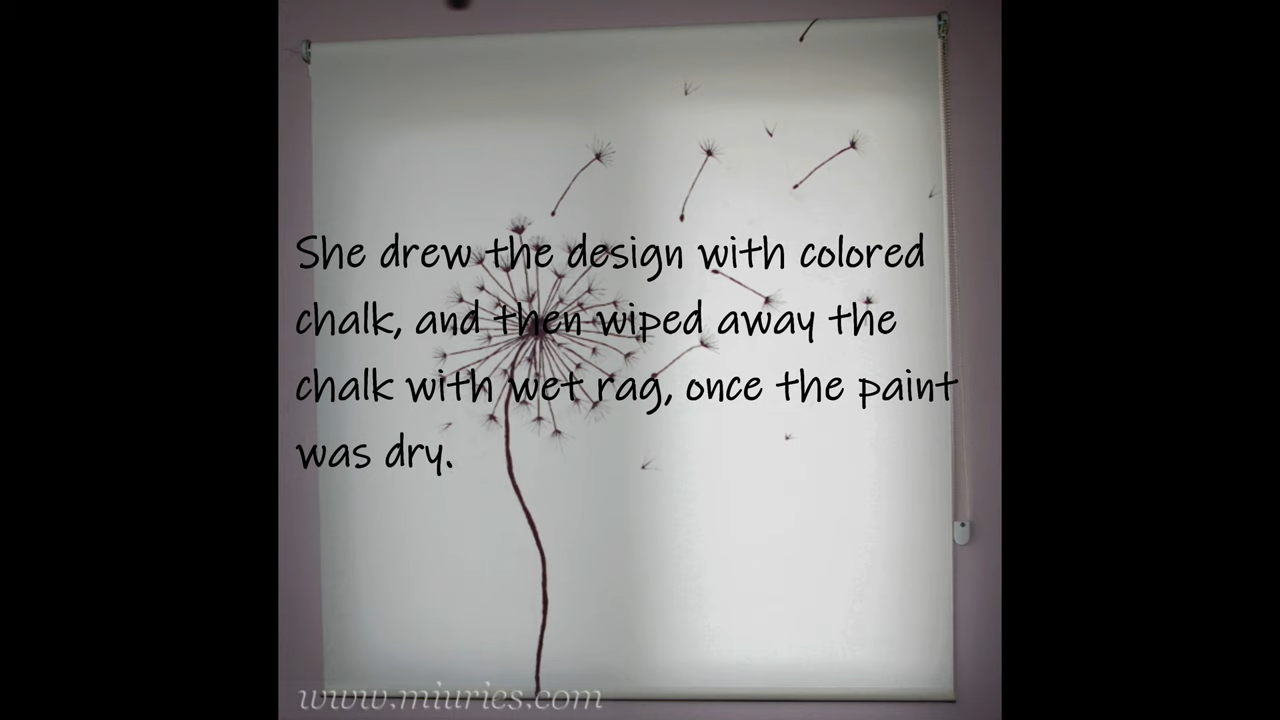 She drew the design with colored
chalk, and then wiped away the
chalk with wet rag, once the paint
was dry.
www.miuries.com